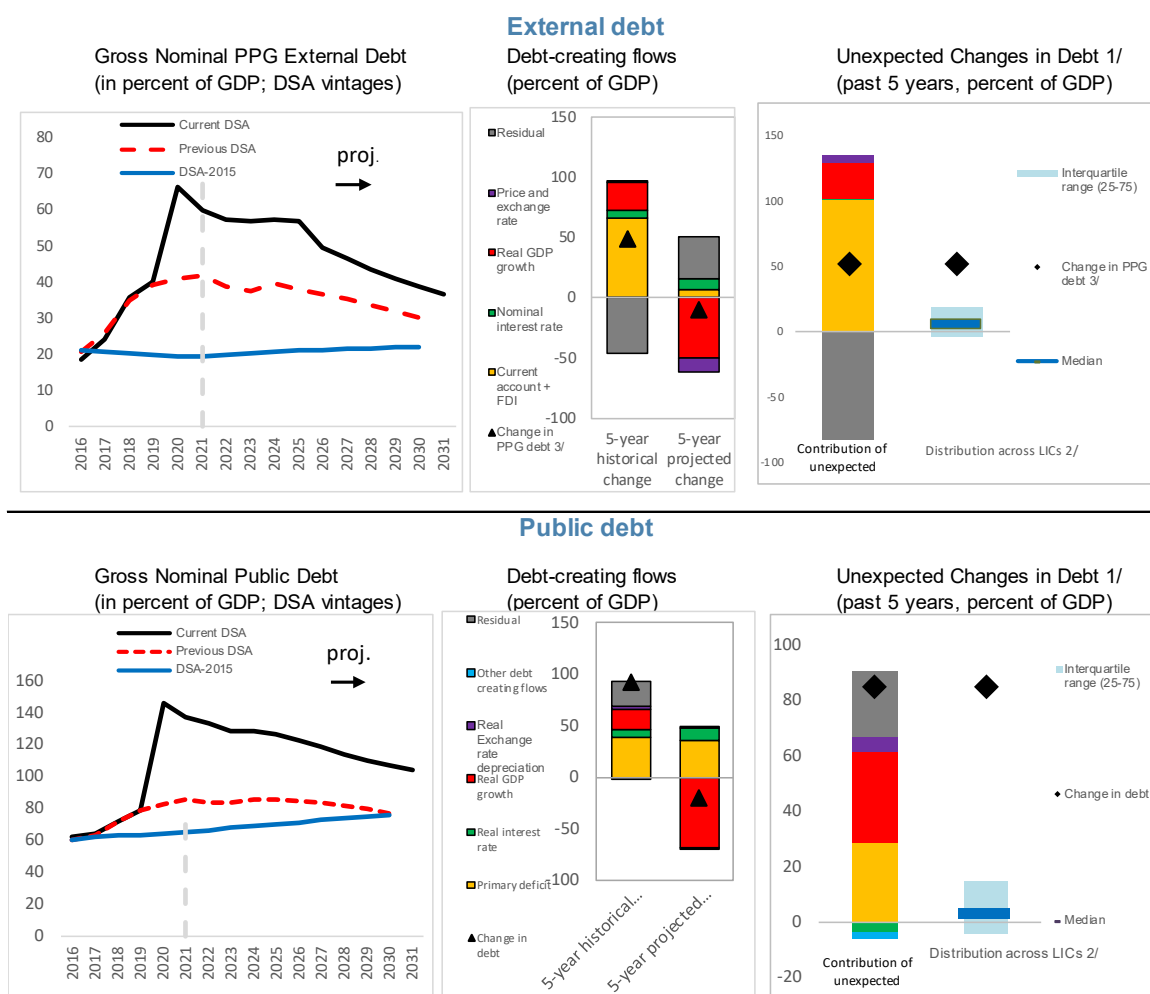 External debt
Gross Nominal PPG External Debt
(in percent of GDP; DSA vintages)
Current DSA
Previous DSA
DSA-2015
proj.
80
70
60
50
40
30
20
10
0
2016
2017
2018
2019
2020
2021
2022
2023
2024
2025
2026
2027
2028
2029
2030
2031
Debt-creating flows
(percent of GDP)
Residual
Price and
exchange
rate
Real GDP
growth
Nominal
interest rate
Current
account +
FDI
Change in
PPG debt 3/
150
100
50
0
-50
-100
5-year
historical
change
5-year
projected
change
Unexpected Changes in Debt 1/
(past 5 years, percent of GDP)
150
100
50
0
-50
-100
Interquartile
range (25-75)
Change in PPG
debt 3/
Median
Contribution of
unexpected
Distribution across LICs 2/
Public debt
Gross Nominal Public Debt
(in percent of GDP; DSA vintages)
Current DSA
Previous DSA
DSA-2015
proj.
160
140
120
100
80
60
40
20
0
2016
2017
2018
2019
2020
2021
2022
2023
2024
2025
2026
2027
2028
2029
2030
2031
Debt-creating flows
(percent of GDP)
Residual
Other debt
creating flows
Real
Exchange
rate
depreciation
Real GDP
growth
Real interest
rate
Primary deficit
Change in
debt
150
100
50
0
-50
-100
5-year historical...
5-year projected...
Unexpected Changes in Debt 1/
(past 5 years, percent of GDP)
100
80
60
40
20
0
-20
Interquartile
range (25-75)
Change in debt
Median
Contribution of
unexpected
Distribution across LICs 2/